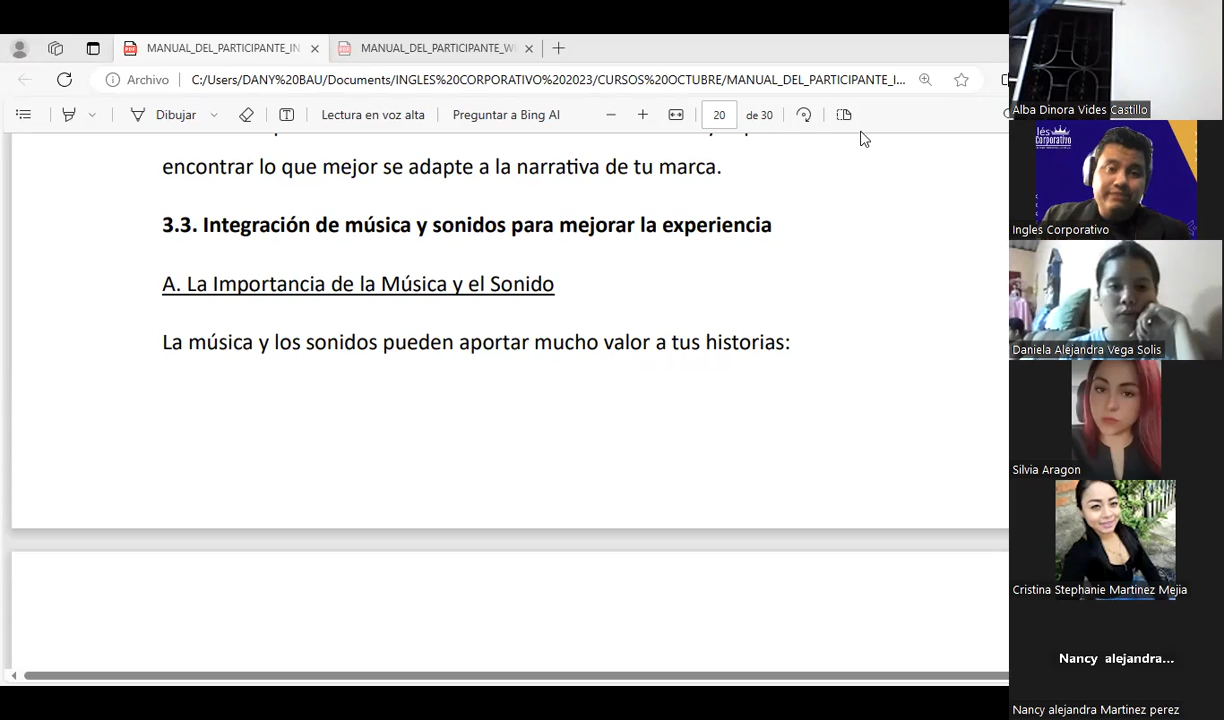 MANUAL_DEL_PARTICIPANTE_IN
MANUAL_DEL_PARTICIPANTE_W
Archivo
C:/Users/DANY%20BAU/Documents/INGLES%20CORPORATIVO%202023/CURSOS%20OCTUBRE/MANUAL_DEL_PARTICIPANTE_I...
Dibujar
Lectura en voz alta
Preguntar a Bing AI
20 de 30
encontrar lo que mejor se adapte a la narrativa de tu marca.
3.3. Integración de música y sonidos para mejorar la experiencia
A. La Importancia de la Música y el Sonido
La música y los sonidos pueden aportar mucho valor a tus historias:
Alba Dinora Vides Castillo
lés
Corporativo
Ingles Corporativo
Daniela Alejandra Vega Solis
Silvia Aragon
Cristina Stephanie Martinez Mejia
Nancy alejandra...
Nancy alejandra Martinez perez